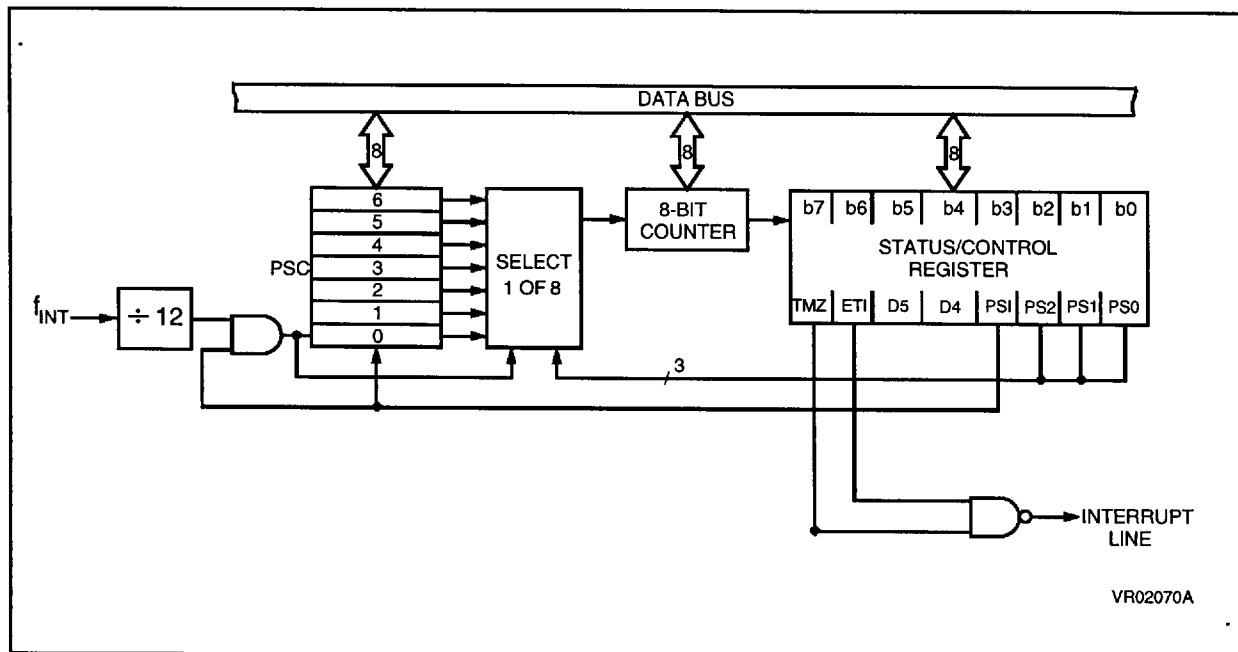 DATA BUS
8
8
8
6
5
4
3
2
1
0
PSC
SELECT
1 OF 8
8-BIT
COUNTER
b7 b6 b5 b4 b3 b2 b1 b0
STATUS/CONTROL
REGISTER
TMZ ETI D5 D4 PSI PS2 PS1 PS0
fINT
÷ 12
3
INTERRUPT
LINE
VR02070A